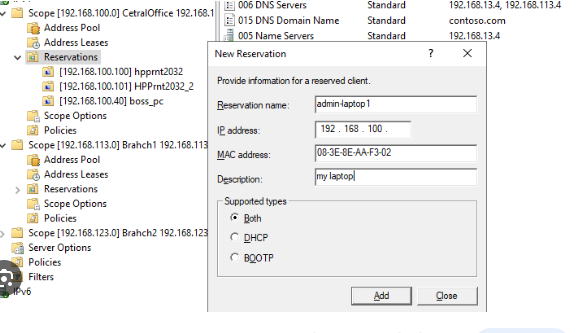 Scope [192.168.100.0] CetralOffice 192.168.1
Address Pool
Address Leases
Reservations
[192.168.100.100] hpprnt2032
[192.168.100.101] HPPrnt2032_2
[192.168.100.40] boss_pc
Scope Options
Policies
Scope [192.168.113.0] Brahch1 192.168.113
Address Pool
Address Leases
Reservations
Scope Options
Policies
Scope [192.168.123.0] Brahch2 192.168.123
Server Options
Policies
Filters
IPv6
006 DNS Servers Standard 192.168.13.4, 192.168.113.4
015 DNS Domain Name Standard contoso.com
005 Name Servers Standard 192.168.13.4
New Reservation ? ✕
Provide information for a reserved client.
Reservation name: admin-laptop1
IP address: 192 . 168 . 100 .
MAC address: 08-3E-8E-AA-F3-02
Description: my laptop
Supported types
Both
DHCP
BOOTP
Add Close